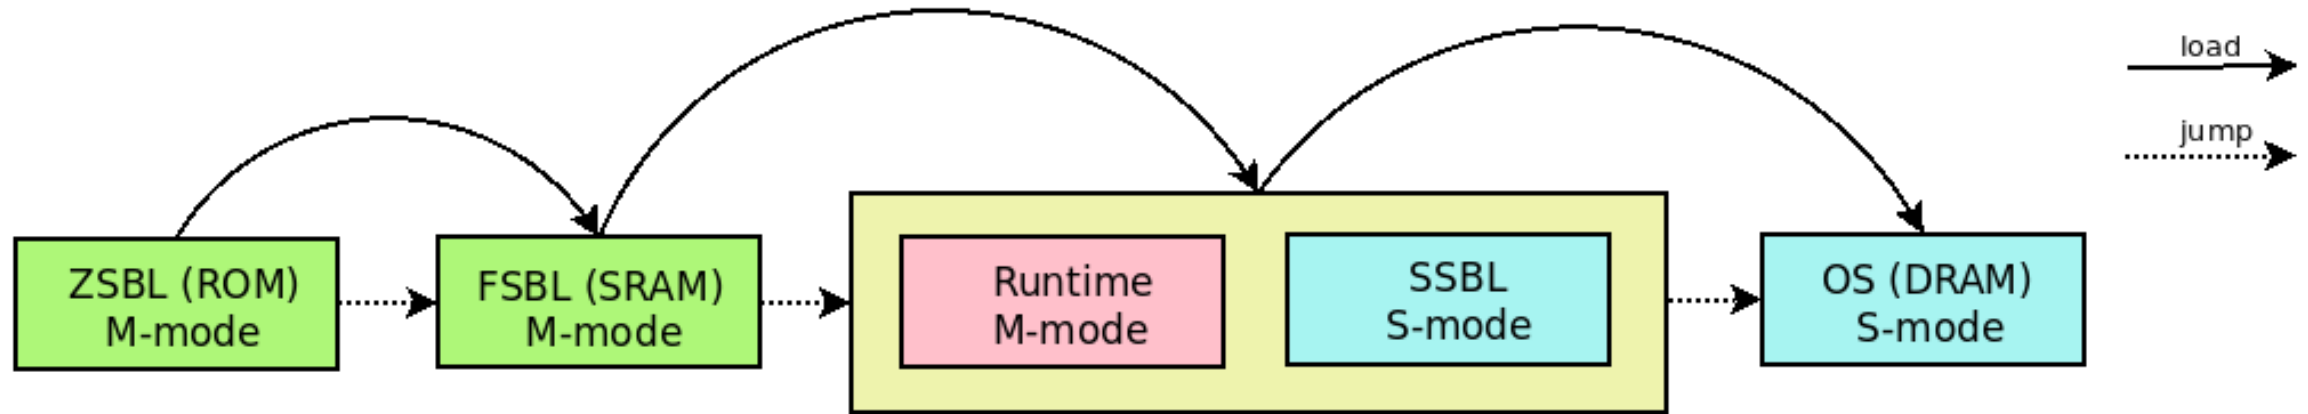 load
jump
ZSBL (ROM)
M-mode
FSBL (SRAM)
M-mode
Runtime
M-mode
SSBL
S-mode
OS (DRAM)
S-mode